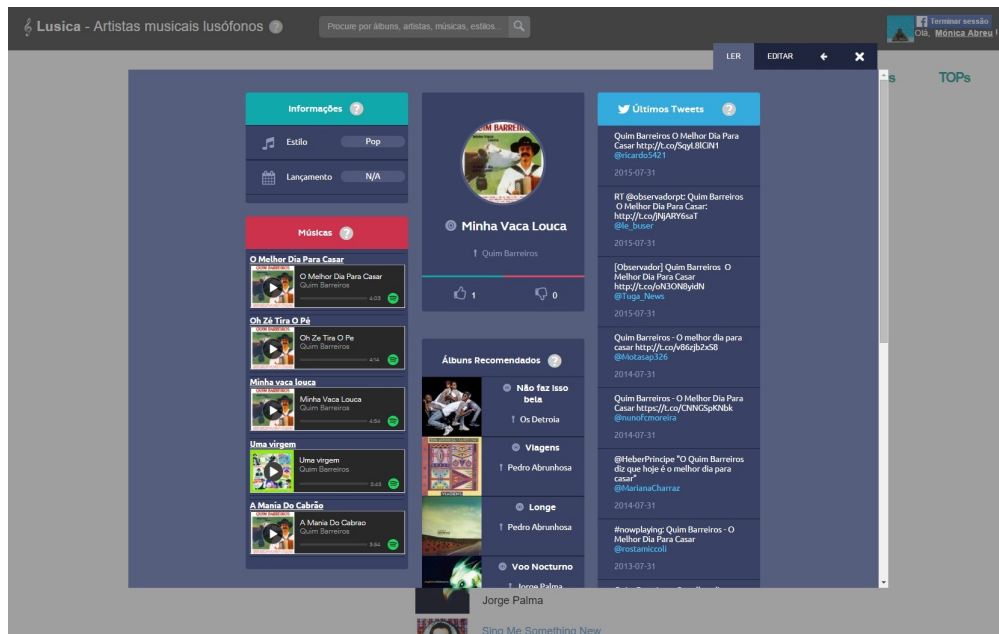 Lusica - Artistas musicais lusófonos ?
Procure por álbuns, artistas, músicas, estilos...
Terminar sessão
Olá, Mónica Abreu !
LER EDITAR
s TOPs
Informações ?
Estilo Pop
Lançamento N/A
Músicas ?
O Melhor Dia Para Casar
O Melhor Dia Para Casar
Quim Barreiros
4:03
Oh Zé Tira O Pé
Oh Ze Tira O Pe
Quim Barreiros
4:14
Minha vaca louca
Minha Vaca Louca
Quim Barreiros
4:54
Uma virgem
Uma virgem
Quim Barreiros
3:43
A Mania Do Cabrão
A Mania Do Cabrao
Quim Barreiros
3:54
Minha Vaca Louca
Quim Barreiros
1 0
Álbuns Recomendados ?
Não faz Isso
bela
Os Detroia
Viagens
Pedro Abrunhosa
Longe
Pedro Abrunhosa
Voo Nocturno
Jorge Palma
Últimos Tweets ?
Quim Barreiros O Melhor Dia Para
Casar http://t.co/SqyL8lCiN1
@ricardo5421
2015-07-31
RT @observadorpt: Quim Barreiros
O Melhor Dia Para Casar:
http://t.co/jNjARY6saT
@le_buser
2015-07-31
[Observador] Quim Barreiros O
Melhor Dia Para Casar
http://t.co/oN3ON8yidN
@Tuga_News
2015-07-31
Quim Barreiros - O melhor dia para
casar http://t.co/v86zjb2xS8
@Motasap326
2014-07-31
Quim Barreiros - O Melhor Dia Para
Casar https://t.co/CNNGSpKNbk
@nunofcmoreira
2014-07-31
@HeberPrincipe "O Quim Barreiros
diz que hoje é o melhor dia para
casar"
@MarianaCharraz
2014-07-31
#nowplaying: Quim Barreiros - O
Melhor Dia Para Casar
@rostamiccoli
2013-07-31
Jorge Palma
Sing Me Something New